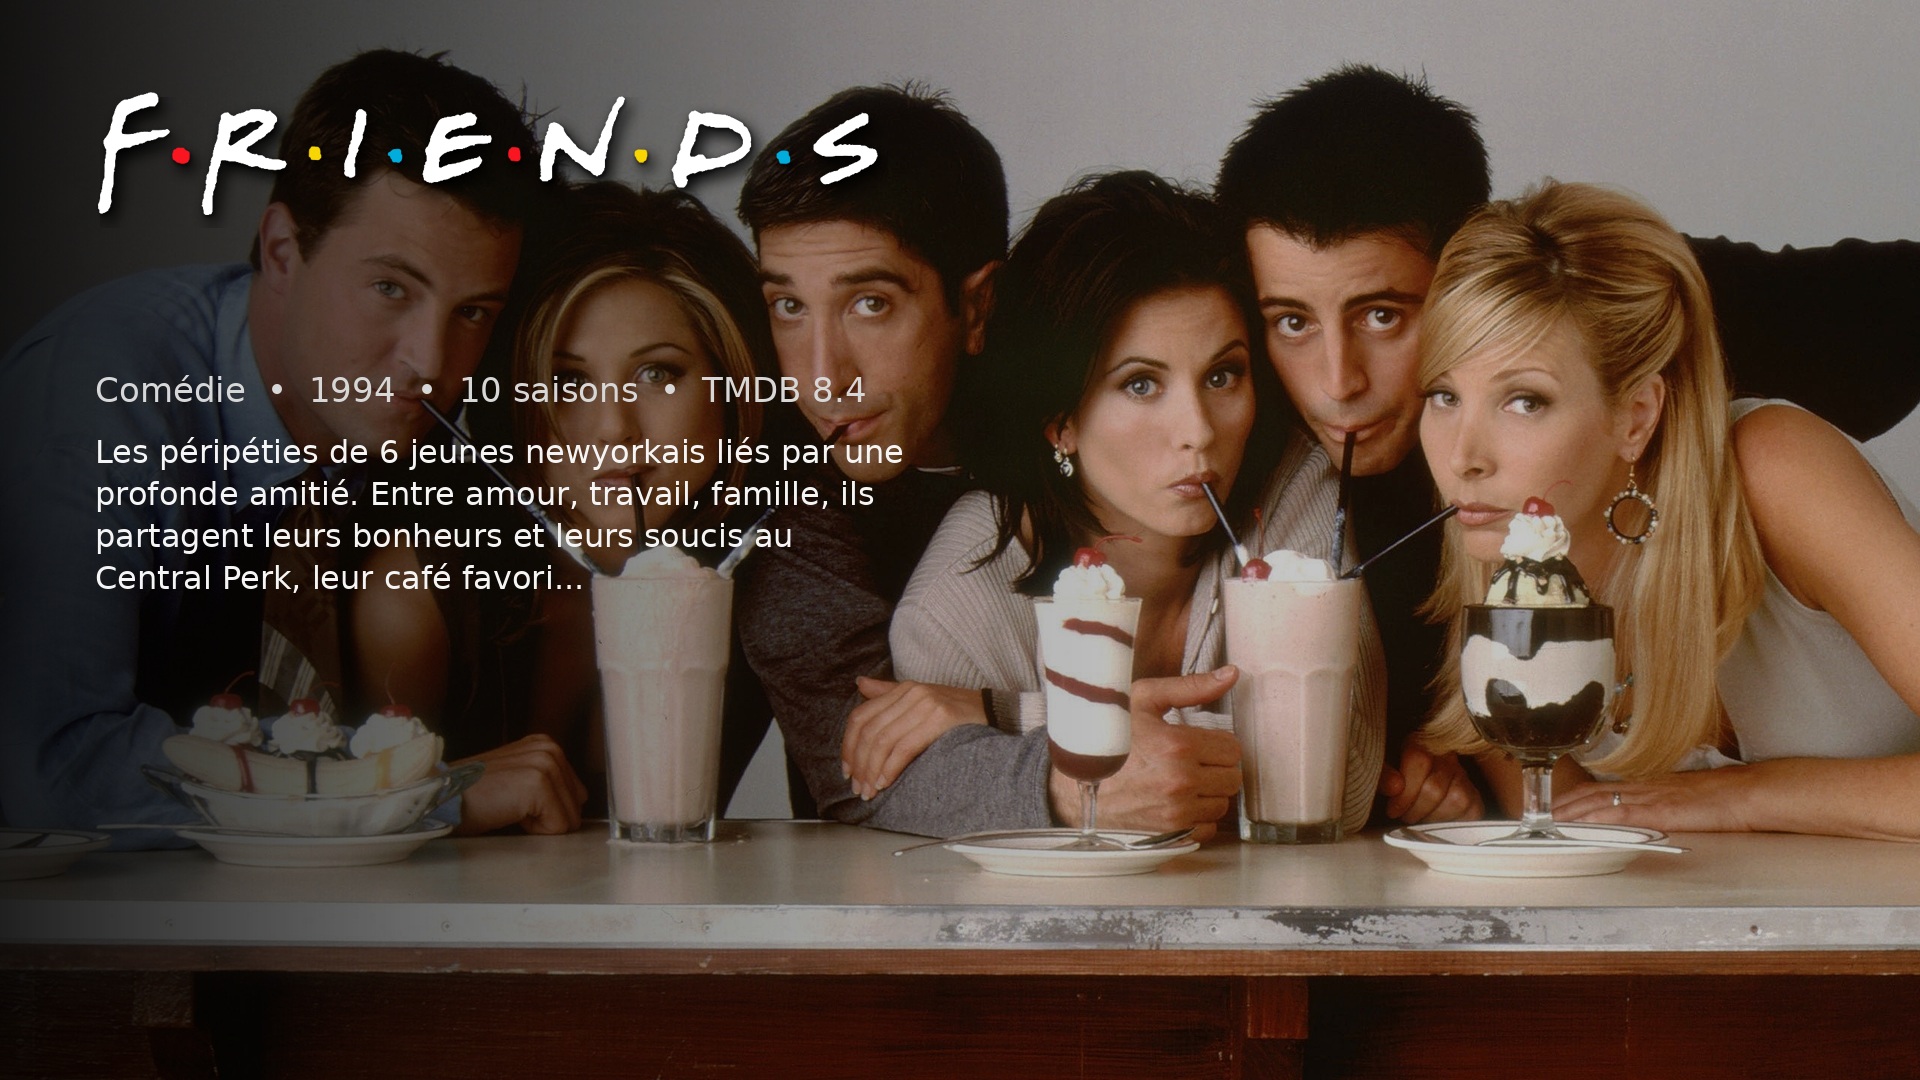 F•R•I•E•N•D•S
Comédie • 1994 • 10 saisons • TMDB 8.4
Les péripéties de 6 jeunes newyorkais liés par une
profonde amitié. Entre amour, travail, famille, ils
partagent leurs bonheurs et leurs soucis au
Central Perk, leur café favori...